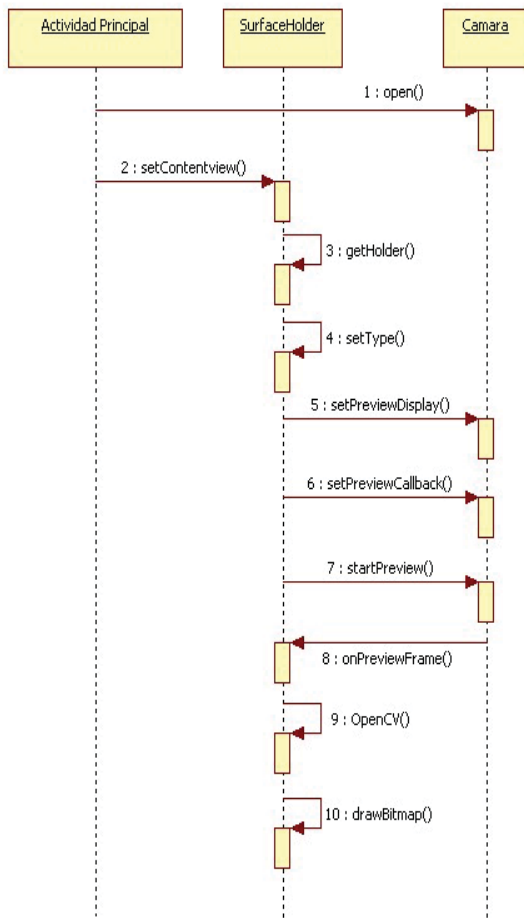 Actividad Principal
SurfaceHolder
Camara
1 : open()
2 : setContentview()
3 : getHolder()
4 : setType()
5 : setPreviewDisplay()
6 : setPreviewCallback()
7 : startPreview()
8 : onPreviewFrame()
9 : OpenCV()
10 : drawBitmap()